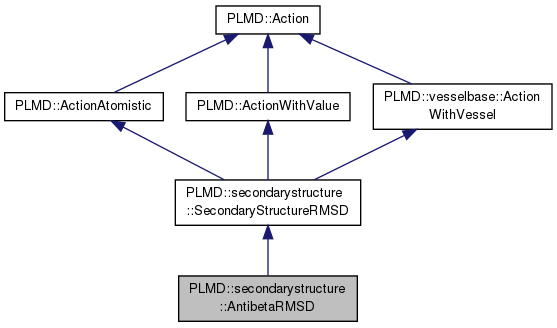 PLMD::Action
PLMD::ActionAtomistic
PLMD::ActionWithValue
PLMD::vesselbase::Action
WithVessel
PLMD::secondarystructure
::SecondaryStructureRMSD
PLMD::secondarystructure
::AntibetaRMSD